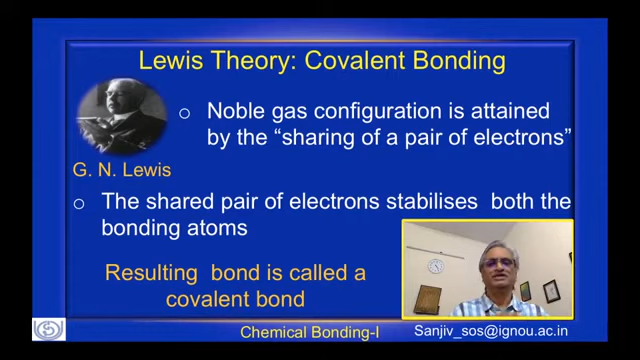 Lewis Theory: Covalent Bonding
o Noble gas configuration is attained
by the “sharing of a pair of electrons”
G. N. Lewis
o The shared pair of electrons stabilises both the
bonding atoms
Resulting bond is called a
covalent bond
Chemical Bonding-I
Sanjiv_sos@ignou.ac.in